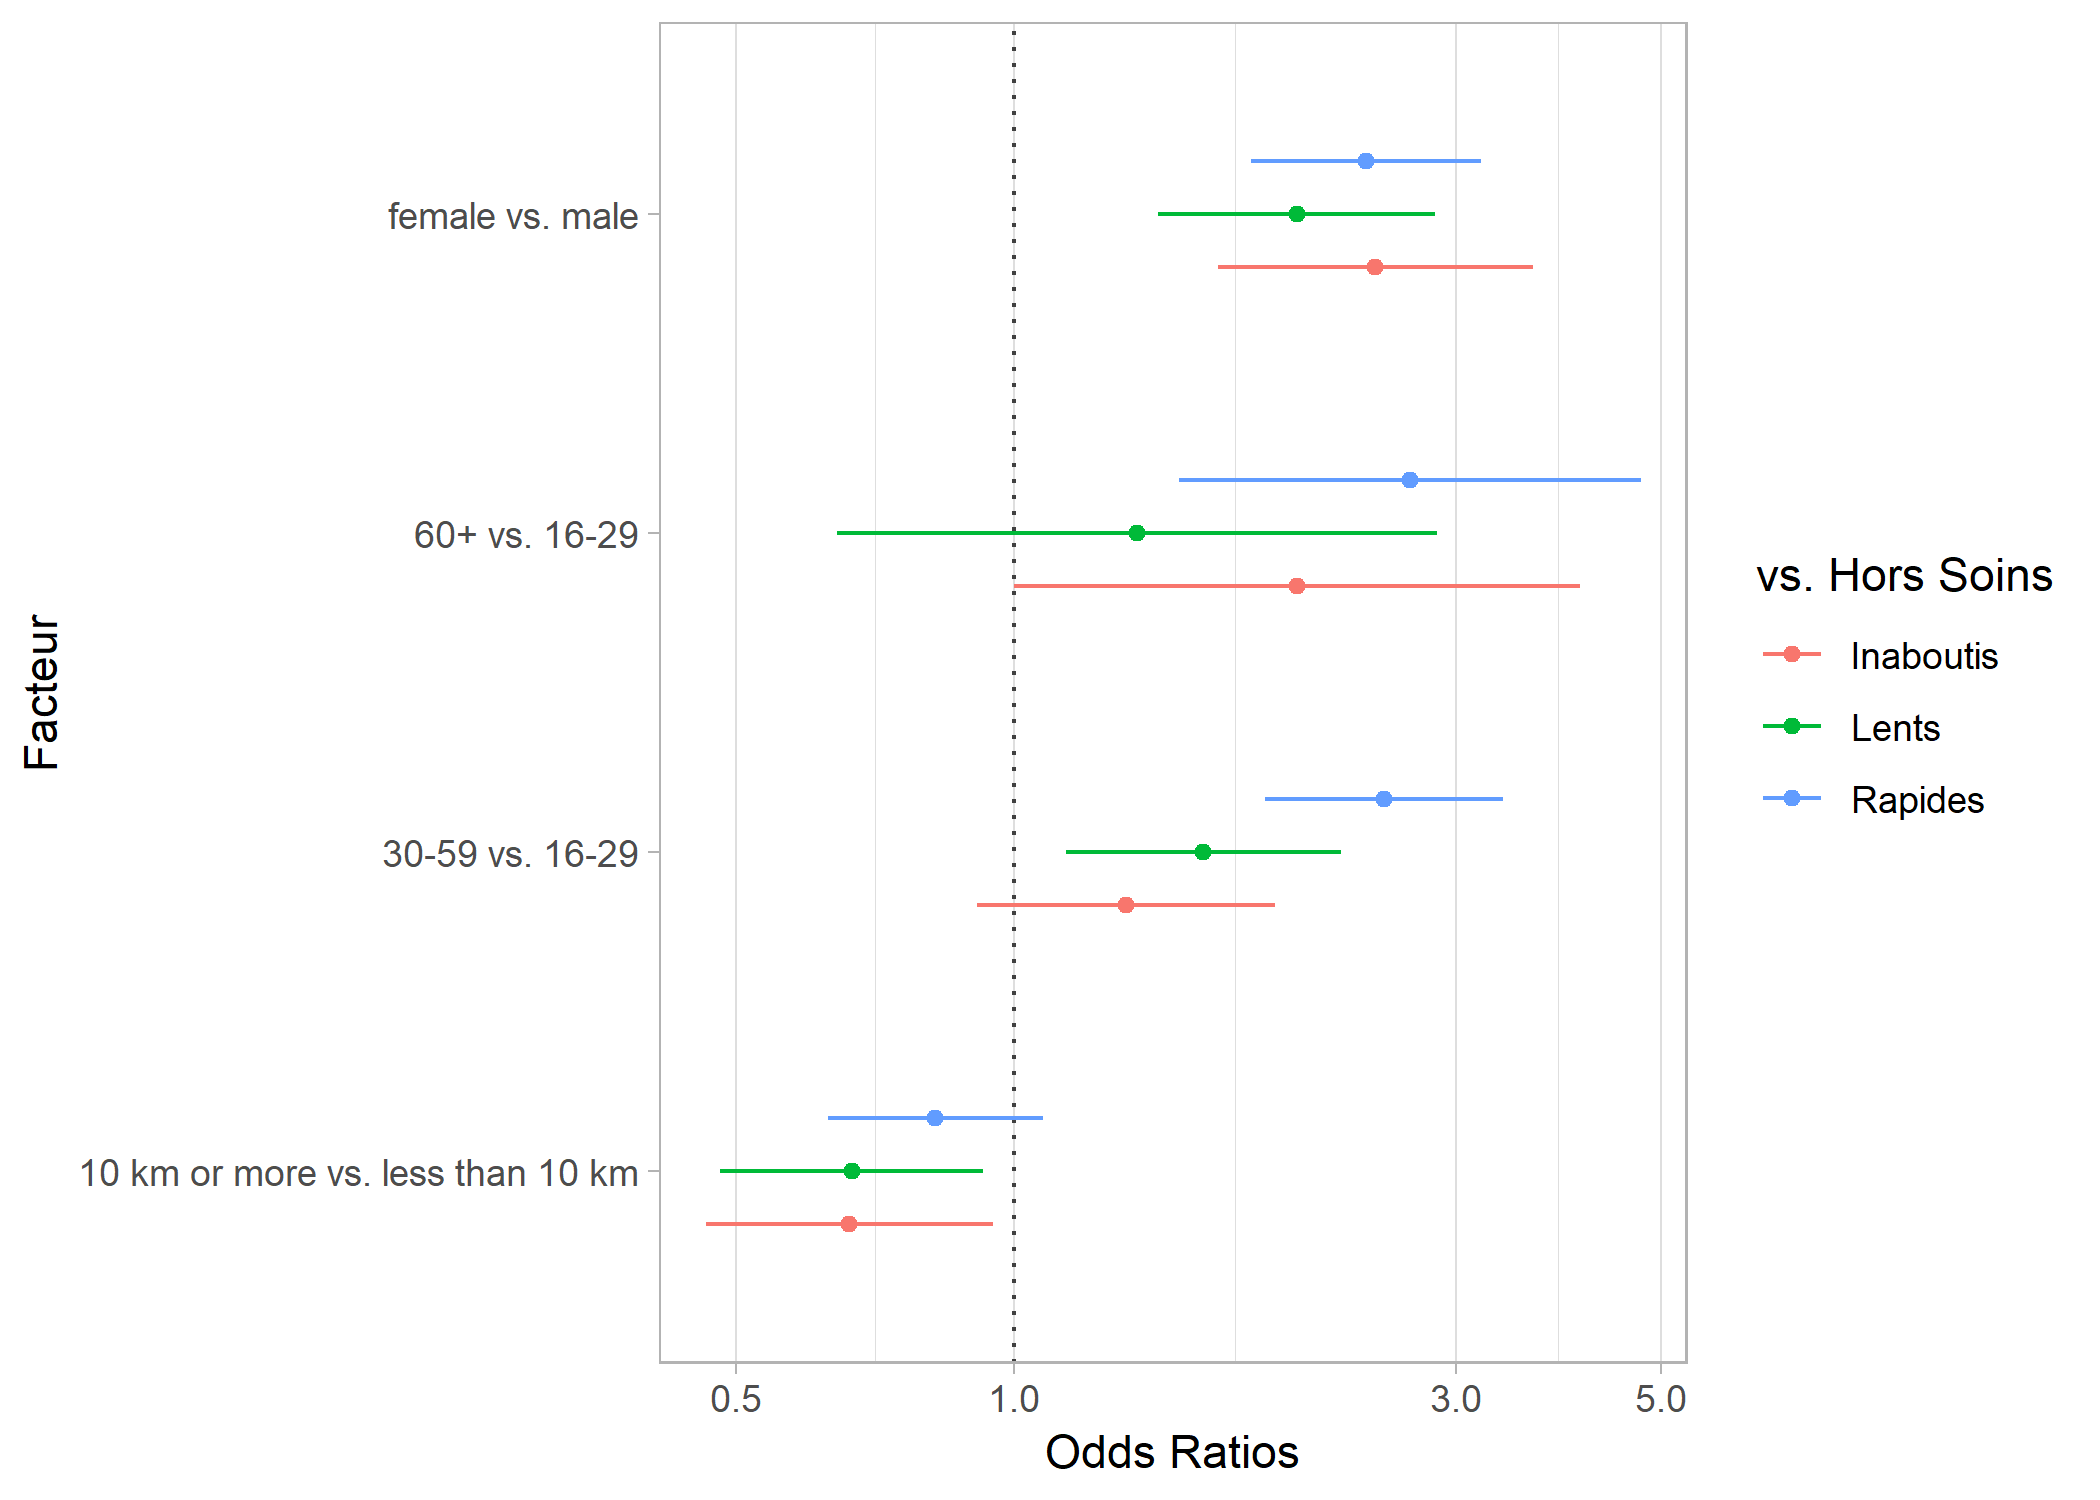 female vs. male
60+ vs. 16-29
30-59 vs. 16-29
10 km or more vs. less than 10 km
Facteur
0.5 1.0 3.0 5.0
Odds Ratios
vs. Hors Soins
Inaboutis
Lents
Rapides